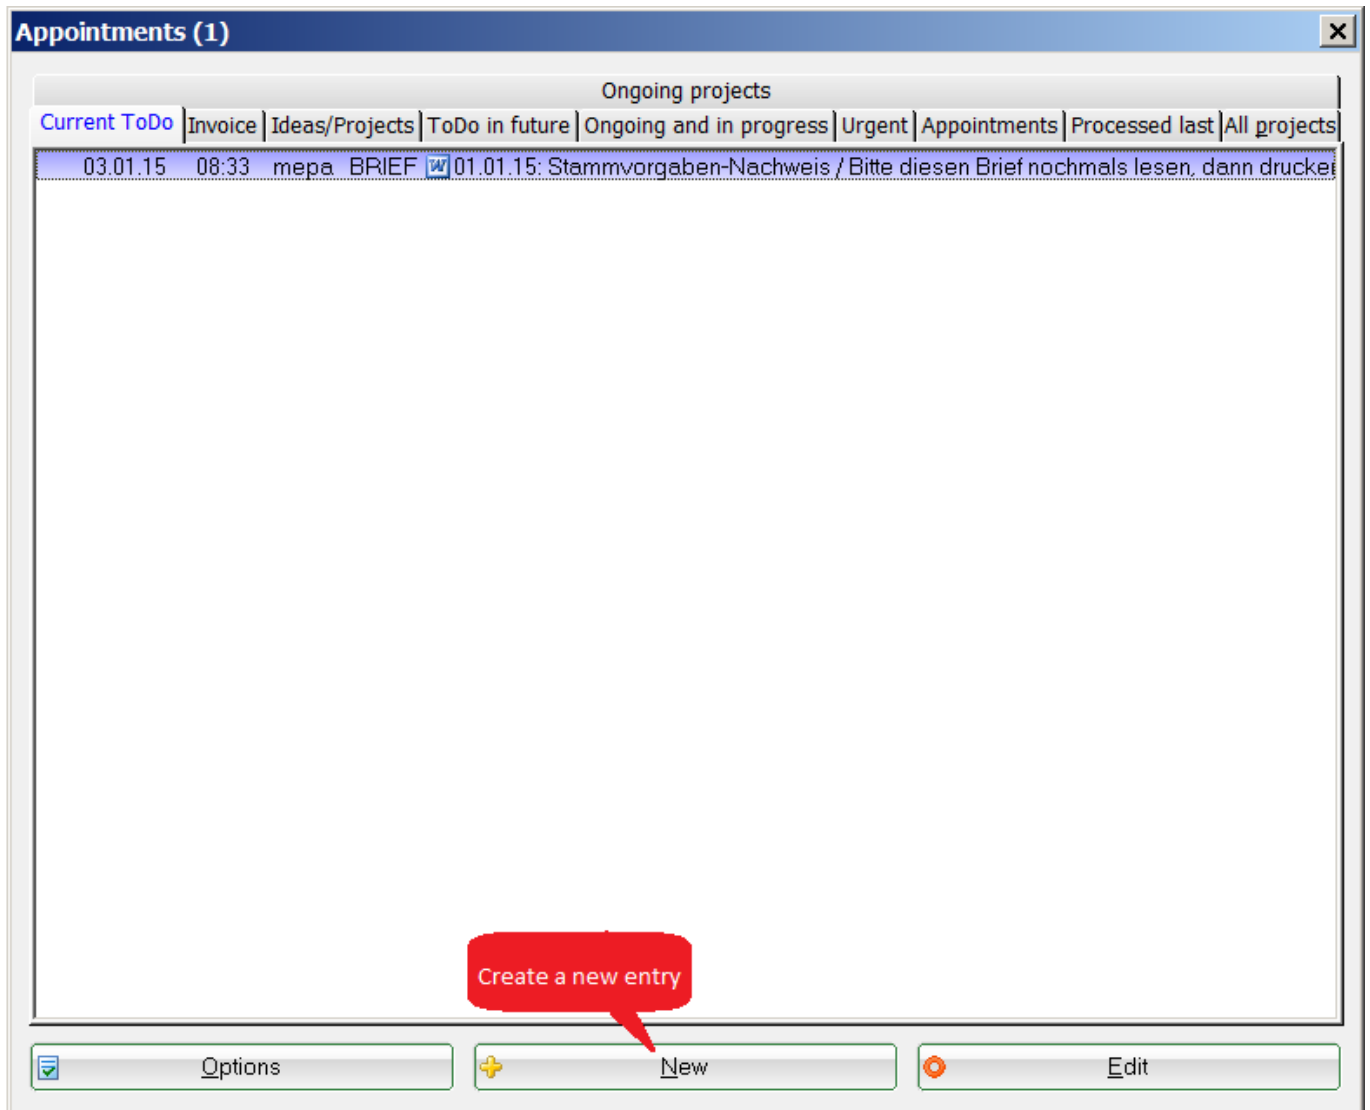 Appointments (1)
Ongoing projects
Current ToDo Invoice Ideas/Projects ToDo in future Ongoing and in progress Urgent Appointments Processed last All projects
03.01.15 08:33 mepa BRIEF W 01.01.15: Stammvorgaben-Nachweis / Bitte diesen Brief nochmals lesen, dann drucke
Create a new entry
Options New Edit